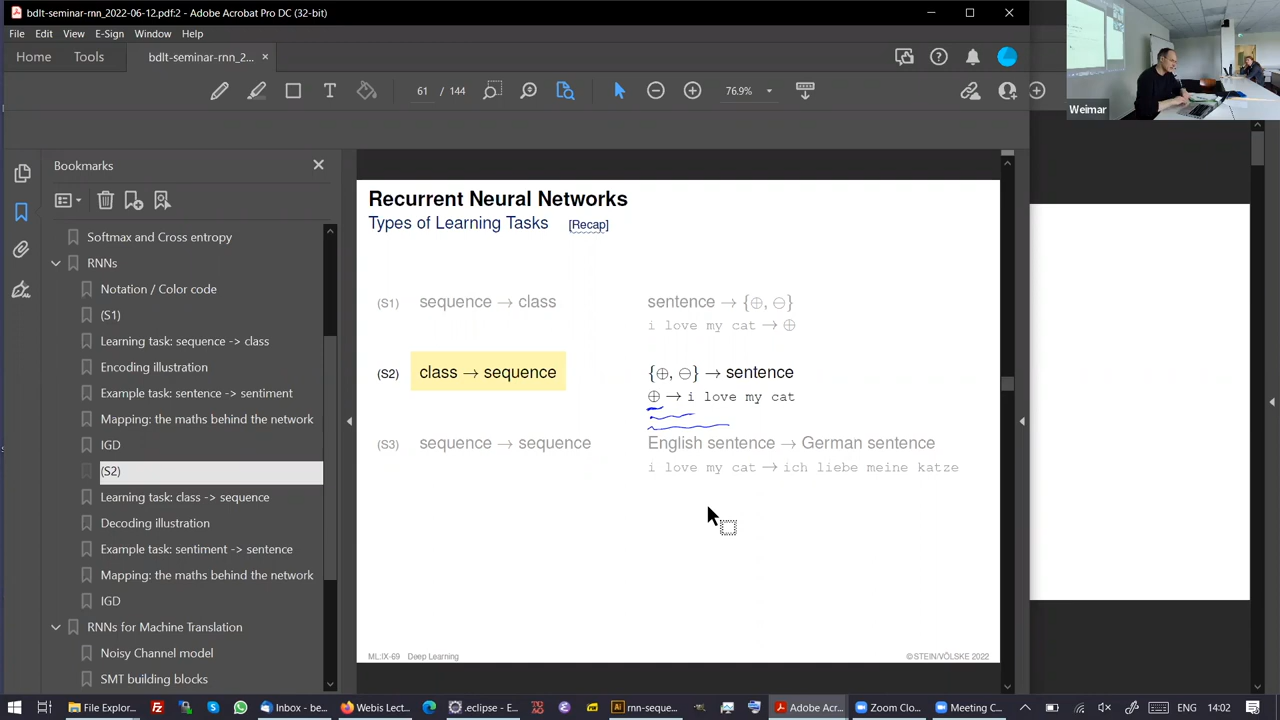 bdlt-seminar-rnn_2022-06-12.pdf:2 - Adobe Acrobat Pro DC (32-bit)
File Edit View E-Sign Window Help
Home Tools bdlt-seminar-rnn_2... ×
61 / 144 76.9%
Weimar
Bookmarks
Softmax and Cross entropy
RNNs
Notation / Color code
(S1)
Learning task: sequence -> class
Encoding illustration
Example task: sentence -> sentiment
Mapping: the maths behind the network
IGD
(S2)
Learning task: class -> sequence
Decoding illustration
Example task: sentiment -> sentence
Mapping: the maths behind the network
IGD
RNNs for Machine Translation
Noisy Channel model
SMT building blocks
Recurrent Neural Networks
Types of Learning Tasks [Recap]
(S1) sequence → class sentence → {⊕, ⊖}
i love my cat → ⊕
(S2) class → sequence {⊕, ⊖} → sentence
⊕ → i love my cat
(S3) sequence → sequence English sentence → German sentence
i love my cat → ich liebe meine katze
ML:IX-69 Deep Learning © STEIN/VÖLSKE 2022
File Explor... Inbox - be... Webis Lect... eclipse - E... rnn-seque... Adobe Acr... Zoom Clo... Meeting C... ENG 14:02